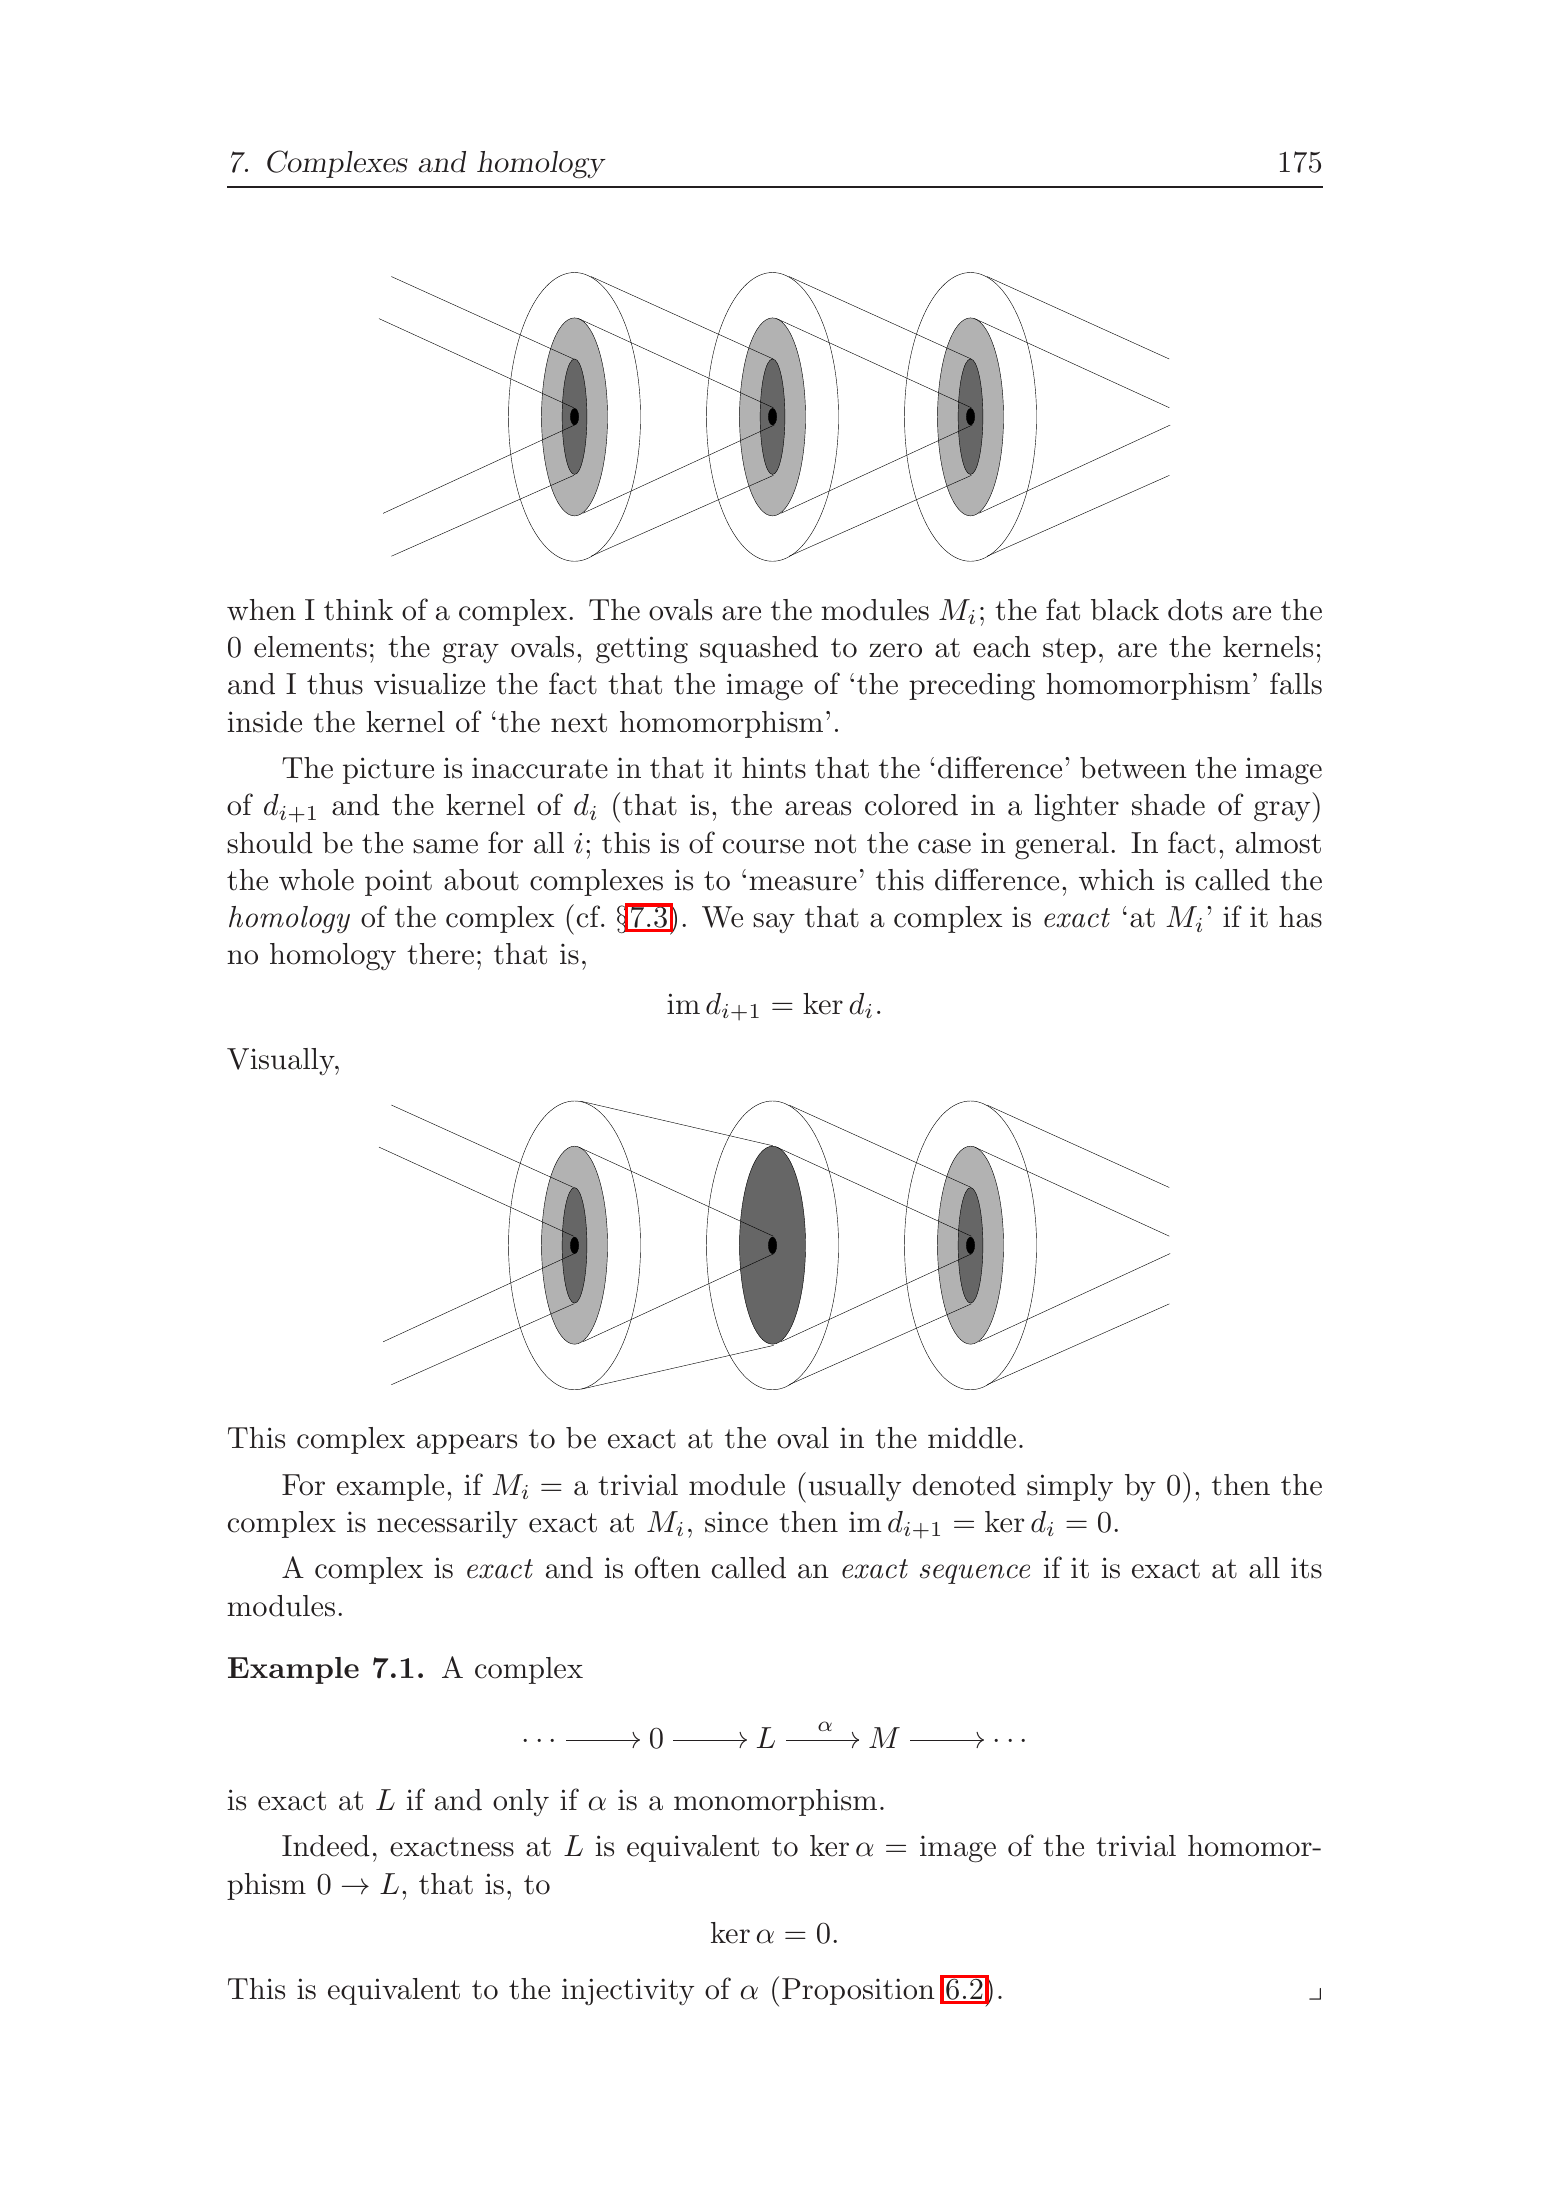 7. Complexes and homology 175
when I think of a complex. The ovals are the modules Mᵢ; the fat black dots are the
0 elements; the gray ovals, getting squashed to zero at each step, are the kernels;
and I thus visualize the fact that the image of ‘the preceding homomorphism’ falls
inside the kernel of ‘the next homomorphism’.
The picture is inaccurate in that it hints that the ‘difference’ between the image
of dᵢ₊₁ and the kernel of dᵢ (that is, the areas colored in a lighter shade of gray)
should be the same for all i; this is of course not the case in general. In fact, almost
the whole point about complexes is to ‘measure’ this difference, which is called the
homology of the complex (cf. §7.3). We say that a complex is exact ‘at Mᵢ’ if it has
no homology there; that is,
im dᵢ₊₁ = ker dᵢ.
Visually,
This complex appears to be exact at the oval in the middle.
For example, if Mᵢ = a trivial module (usually denoted simply by 0), then the
complex is necessarily exact at Mᵢ, since then im dᵢ₊₁ = ker dᵢ = 0.
A complex is exact and is often called an exact sequence if it is exact at all its
modules.
Example 7.1. A complex
··· ⟶ 0 ⟶ L ⟶ᵅ M ⟶ ···
is exact at L if and only if α is a monomorphism.
Indeed, exactness at L is equivalent to ker α = image of the trivial homomor-
phism 0 → L, that is, to
ker α = 0.
This is equivalent to the injectivity of α (Proposition 6.2). ⌟